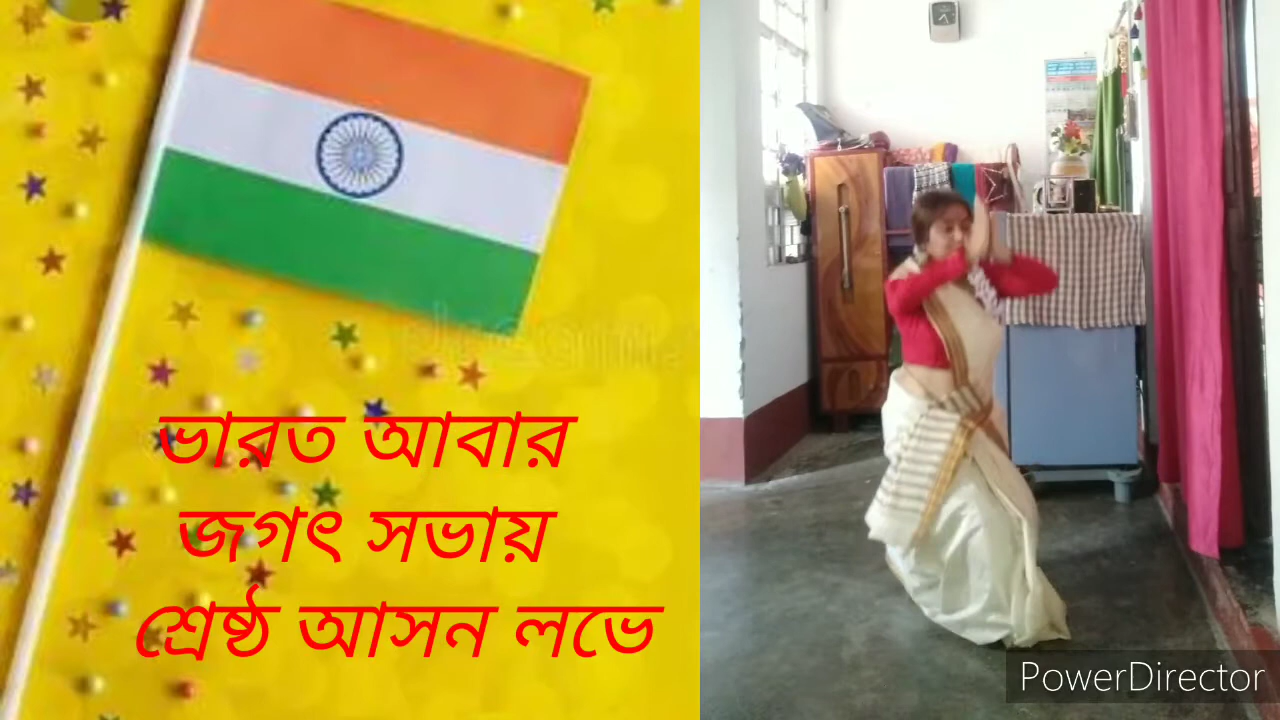 ভারত আবার
জগৎ সভায়
শ্রেষ্ঠ আসন লভে
PowerDirector